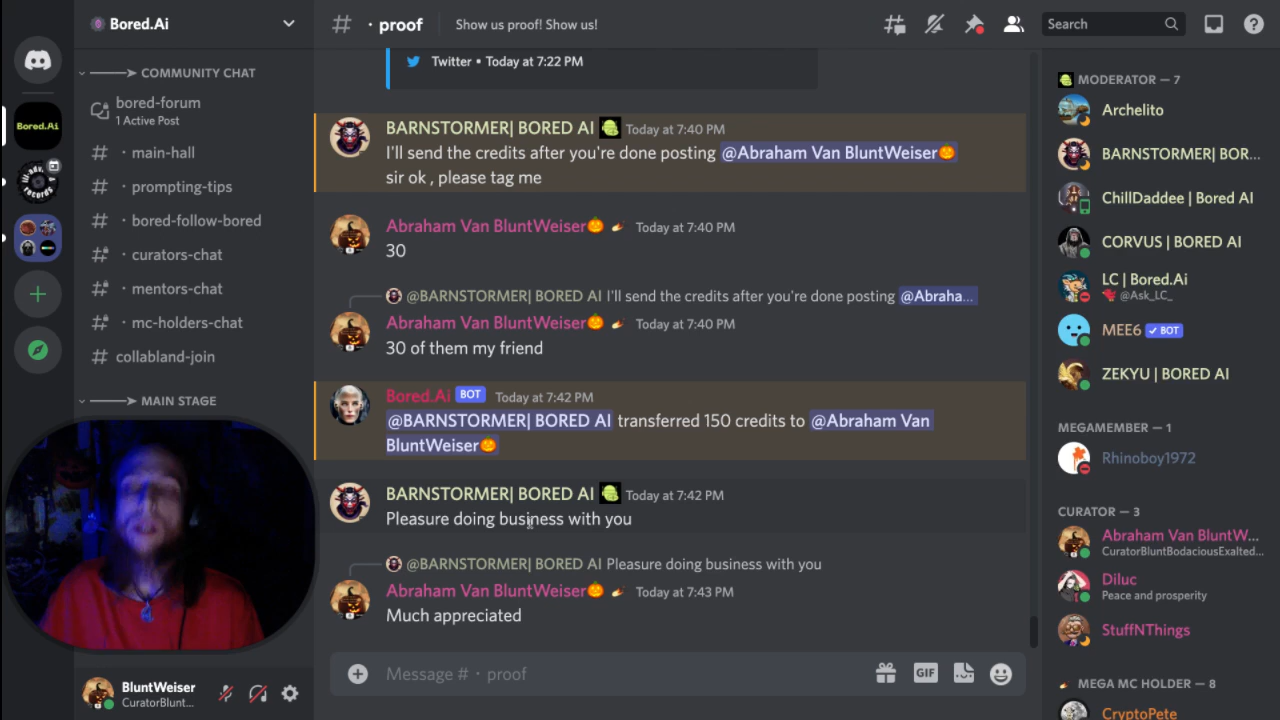 Bored.Ai
COMMUNITY CHAT
bored-forum
1 Active Post
# · main-hall
# · prompting-tips
# · bored-follow-bored
# · curators-chat
# · mentors-chat
# · mc-holders-chat
# collabland-join
MAIN STAGE
BluntWeiser
CuratorBlunt...
Bored.Ai
# · proof
Show us proof! Show us!
Search
Twitter • Today at 7:22 PM
BARNSTORMER| BORED AI Today at 7:40 PM
I'll send the credits after you're done posting @Abraham Van BluntWeiser🎃
sir ok , please tag me
Abraham Van BluntWeiser🎃 Today at 7:40 PM
30
@BARNSTORMER| BORED AI I'll send the credits after you're done posting @Abraha...
Abraham Van BluntWeiser🎃 Today at 7:40 PM
30 of them my friend
Bored.Ai BOT Today at 7:42 PM
@BARNSTORMER| BORED AI transferred 150 credits to @Abraham Van
BluntWeiser🎃
BARNSTORMER| BORED AI Today at 7:42 PM
Pleasure doing business with you
@BARNSTORMER| BORED AI Pleasure doing business with you
Abraham Van BluntWeiser🎃 Today at 7:43 PM
Much appreciated
Message # · proof
GIF
MODERATOR — 7
Archelito
BARNSTORMER| BOR...
ChillDaddee | Bored AI
CORVUS | BORED AI
LC | Bored.Ai
@Ask_LC_
MEE6 ✓ BOT
ZEKYU | BORED AI
MEGAMEMBER — 1
Rhinoboy1972
CURATOR — 3
Abraham Van BluntW...
CuratorBluntBodaciousExalted...
Diluc
Peace and prosperity
StuffNThings
MEGA MC HOLDER — 8
CryptoPete